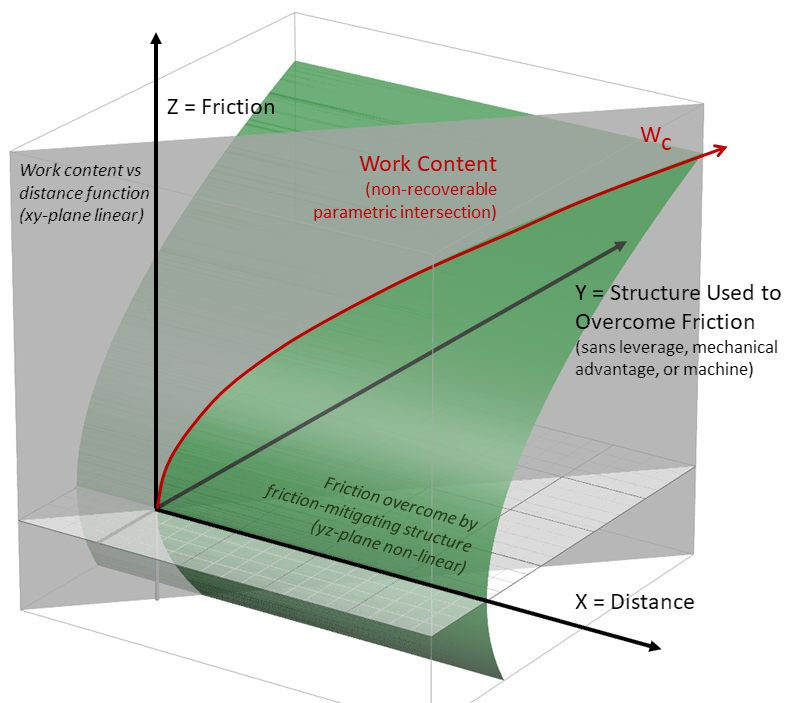 Z = Friction
W_C
Work content vs
distance function
(xy-plane linear)
Work Content
(non-recoverable
parametric intersection)
Y = Structure Used to
Overcome Friction
(sans leverage, mechanical
advantage, or machine)
Friction overcome by
friction-mitigating structure
(yz-plane non-linear)
X = Distance